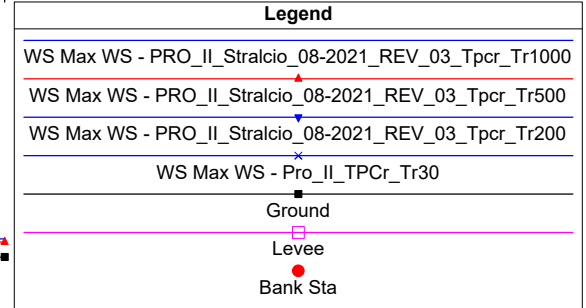 Legend
WS Max WS - PRO_II_Stralcio_08-2021_REV_03_Tpcr_Tr1000
WS Max WS - PRO_II_Stralcio_08-2021_REV_03_Tpcr_Tr500
WS Max WS - PRO_II_Stralcio_08-2021_REV_03_Tpcr_Tr200
WS Max WS - Pro_II_TPCr_Tr30
Ground
Levee
Bank Sta